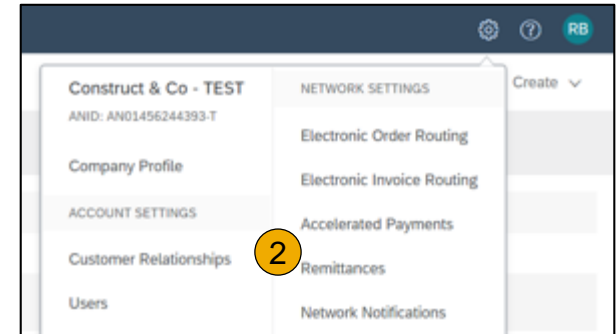 RB
Construct & Co - TEST
ANID: AN01456244393-T
Company Profile
ACCOUNT SETTINGS
Customer Relationships
Users
NETWORK SETTINGS
Electronic Order Routing
Electronic Invoice Routing
Accelerated Payments
2
Remittances
Network Notifications
Create